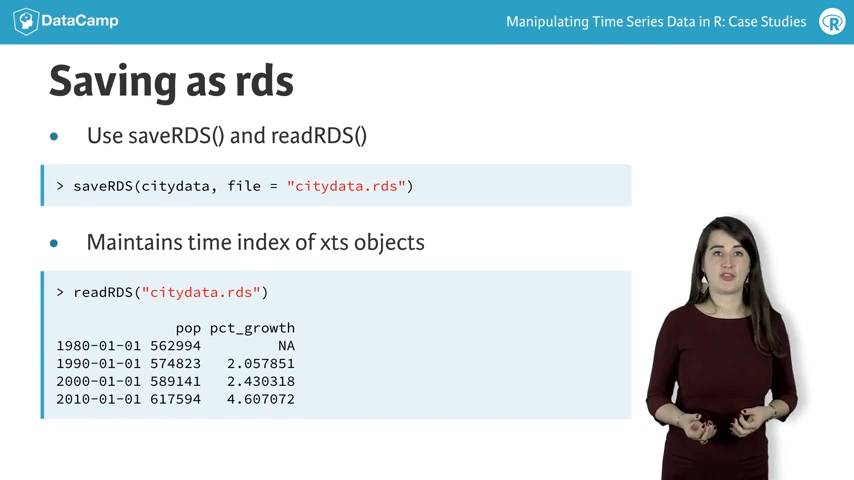 DataCamp
Manipulating Time Series Data in R: Case Studies
R
Saving as rds
• Use saveRDS() and readRDS()
> saveRDS(citydata, file = "citydata.rds")
• Maintains time index of xts objects
> readRDS("citydata.rds")
pop pct_growth
1980-01-01 562994 NA
1990-01-01 574823 2.057851
2000-01-01 589141 2.430318
2010-01-01 617594 4.607072